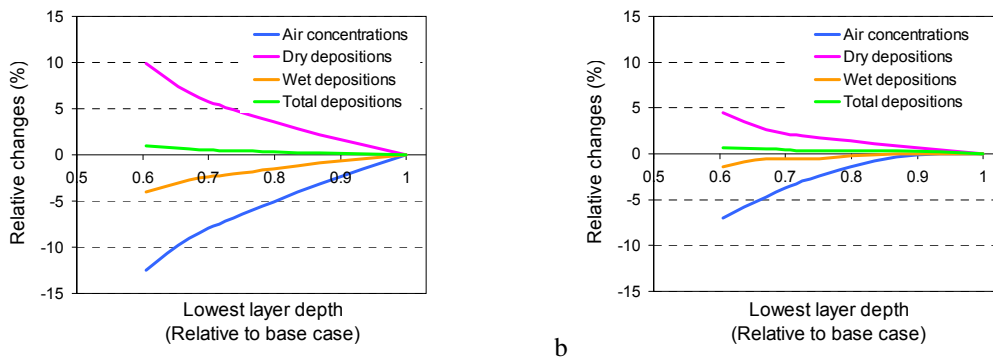 15
10
5
0
-5
-10
-15
0.5
0.6
0.7
0.8
0.9
1
Relative changes (%)
Air concentrations
Dry depositions
Wet depositions
Total depositions
Lowest layer depth
(Relative to base case)
b
15
10
5
0
-5
-10
-15
0.5
0.6
0.7
0.8
0.9
1
Relative changes (%)
Air concentrations
Dry depositions
Wet depositions
Total depositions
Lowest layer depth
(Relative to base case)